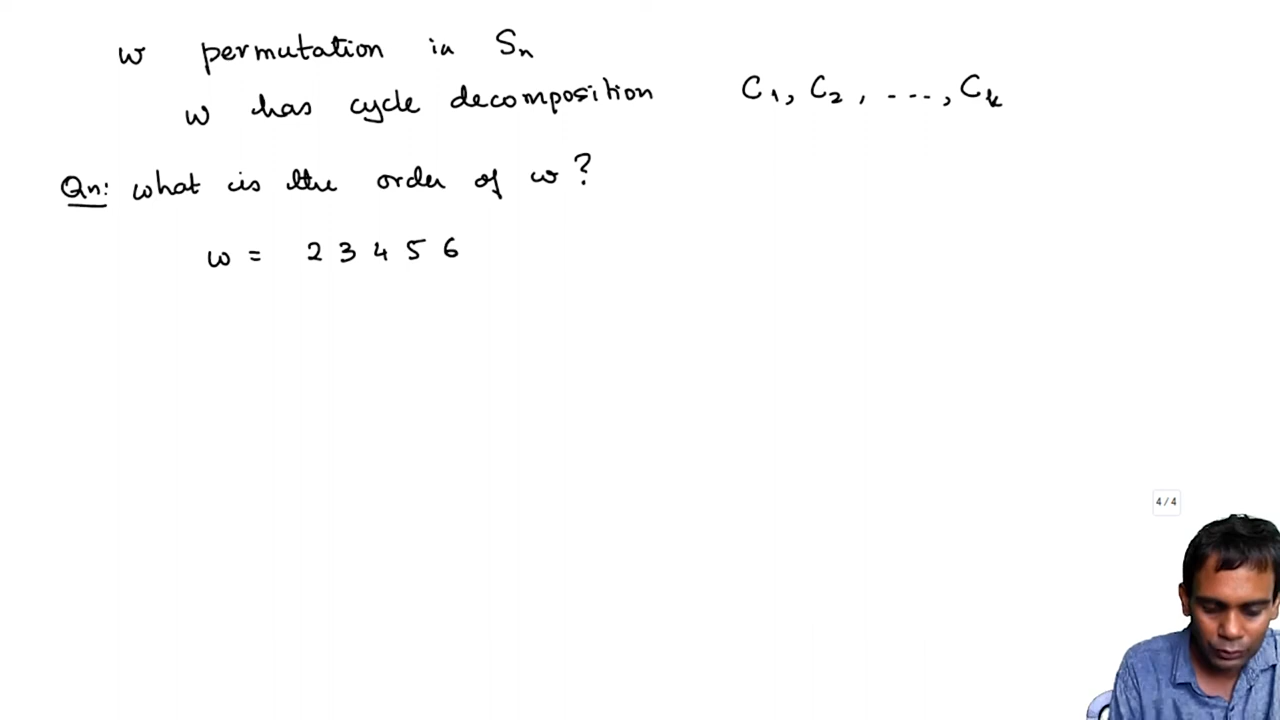 w permutation in Sn
w has cycle decomposition C1, C2, ...., Ck
Qn: what is the order of w?
w = 2 3 4 5 6
4/4